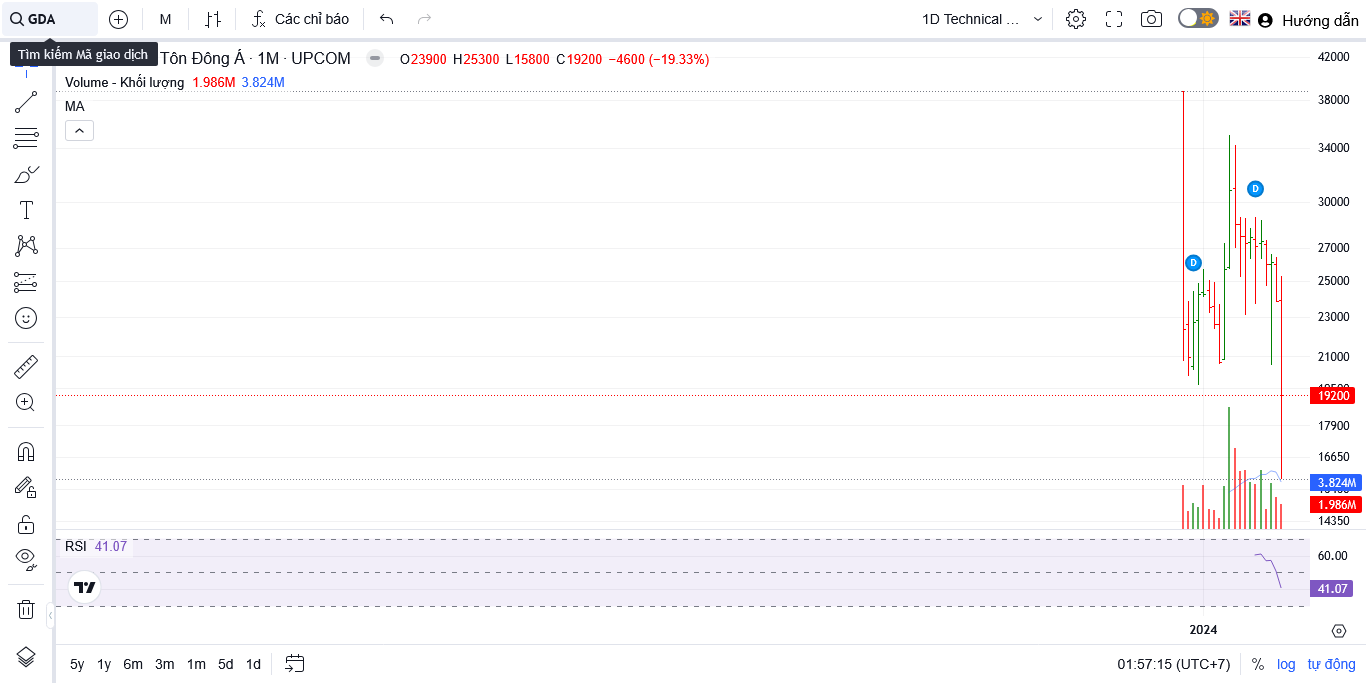 GDA
M
Các chỉ báo
1D Technical ...
Hướng dẫn
Tìm kiếm Mã giao dịch
Tôn Đông Á · 1M · UPCOM
O23900 H25300 L15800 C19200 −4600 (−19.33%)
Volume - Khối lượng 1.986M 3.824M
MA
42000
38000
34000
30000
D
27000
D
25000
23000
21000
19200
17900
16650
3.824M
1.986M
14350
RSI 41.07
60.00
41.07
2024
5y 1y 6m 3m 1m 5d 1d
01:57:15 (UTC+7)
%
log
tự động